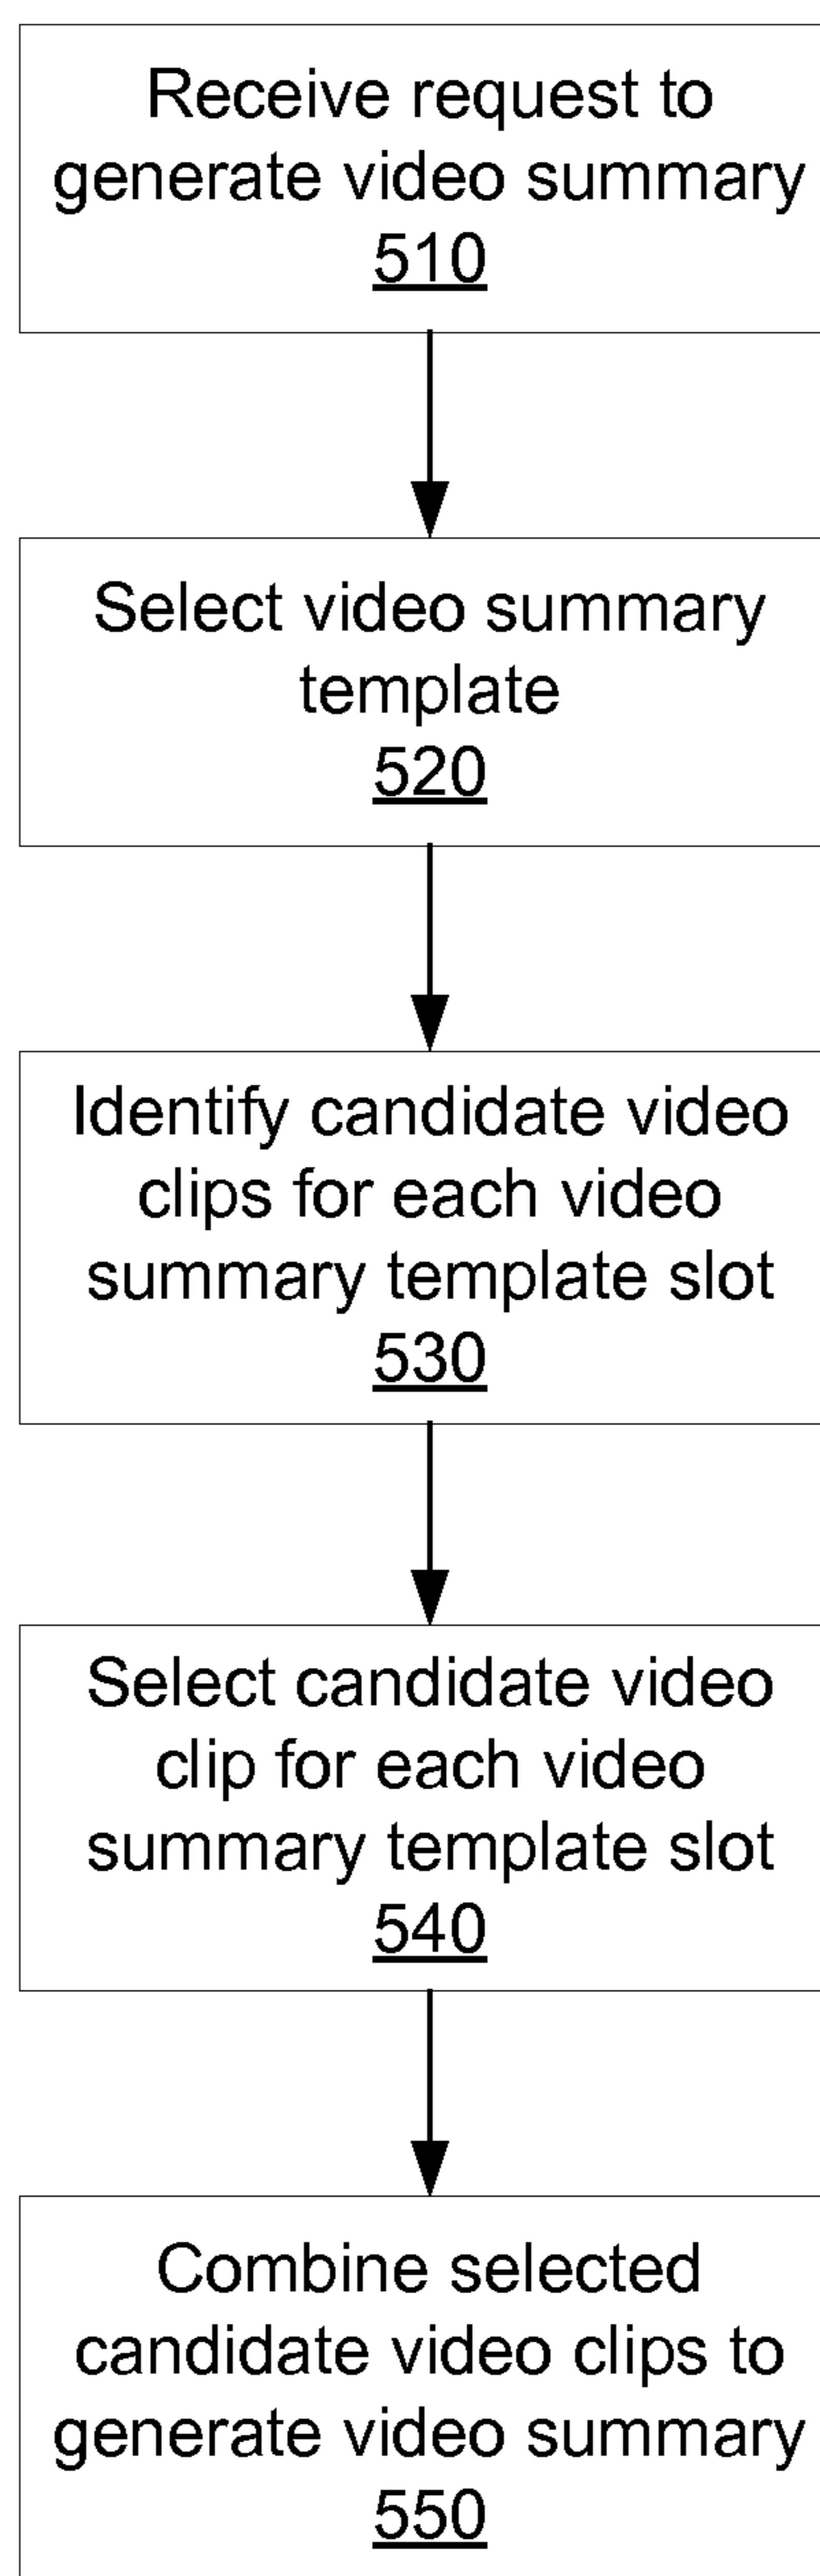 Receive request to
generate video summary
510
Select video summary
template
520
Identify candidate video
clips for each video
summary template slot
530
Select candidate video
clip for each video
summary template slot
540
Combine selected
candidate video clips to
generate video summary
550